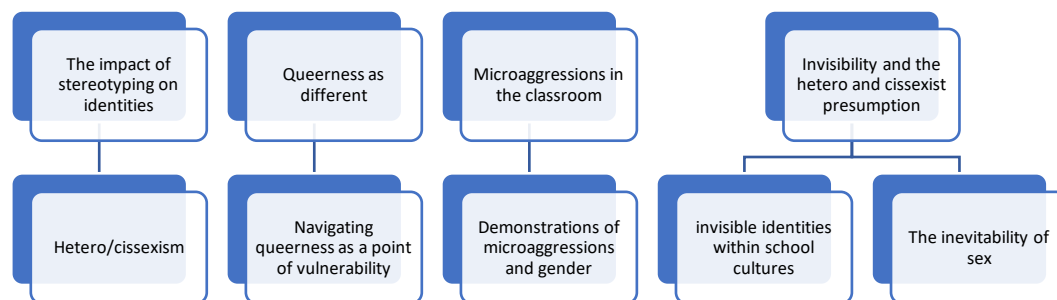 The impact of
stereotyping on
identities
Queerness as
different
Microaggressions in
the classroom
Invisibility and the
hetero and cissexist
presumption
Hetero/cissexism
Navigating
queerness as a point
of vulnerability
Demonstrations of
microaggressions
and gender
invisible identities
within school
cultures
The inevitability of
sex